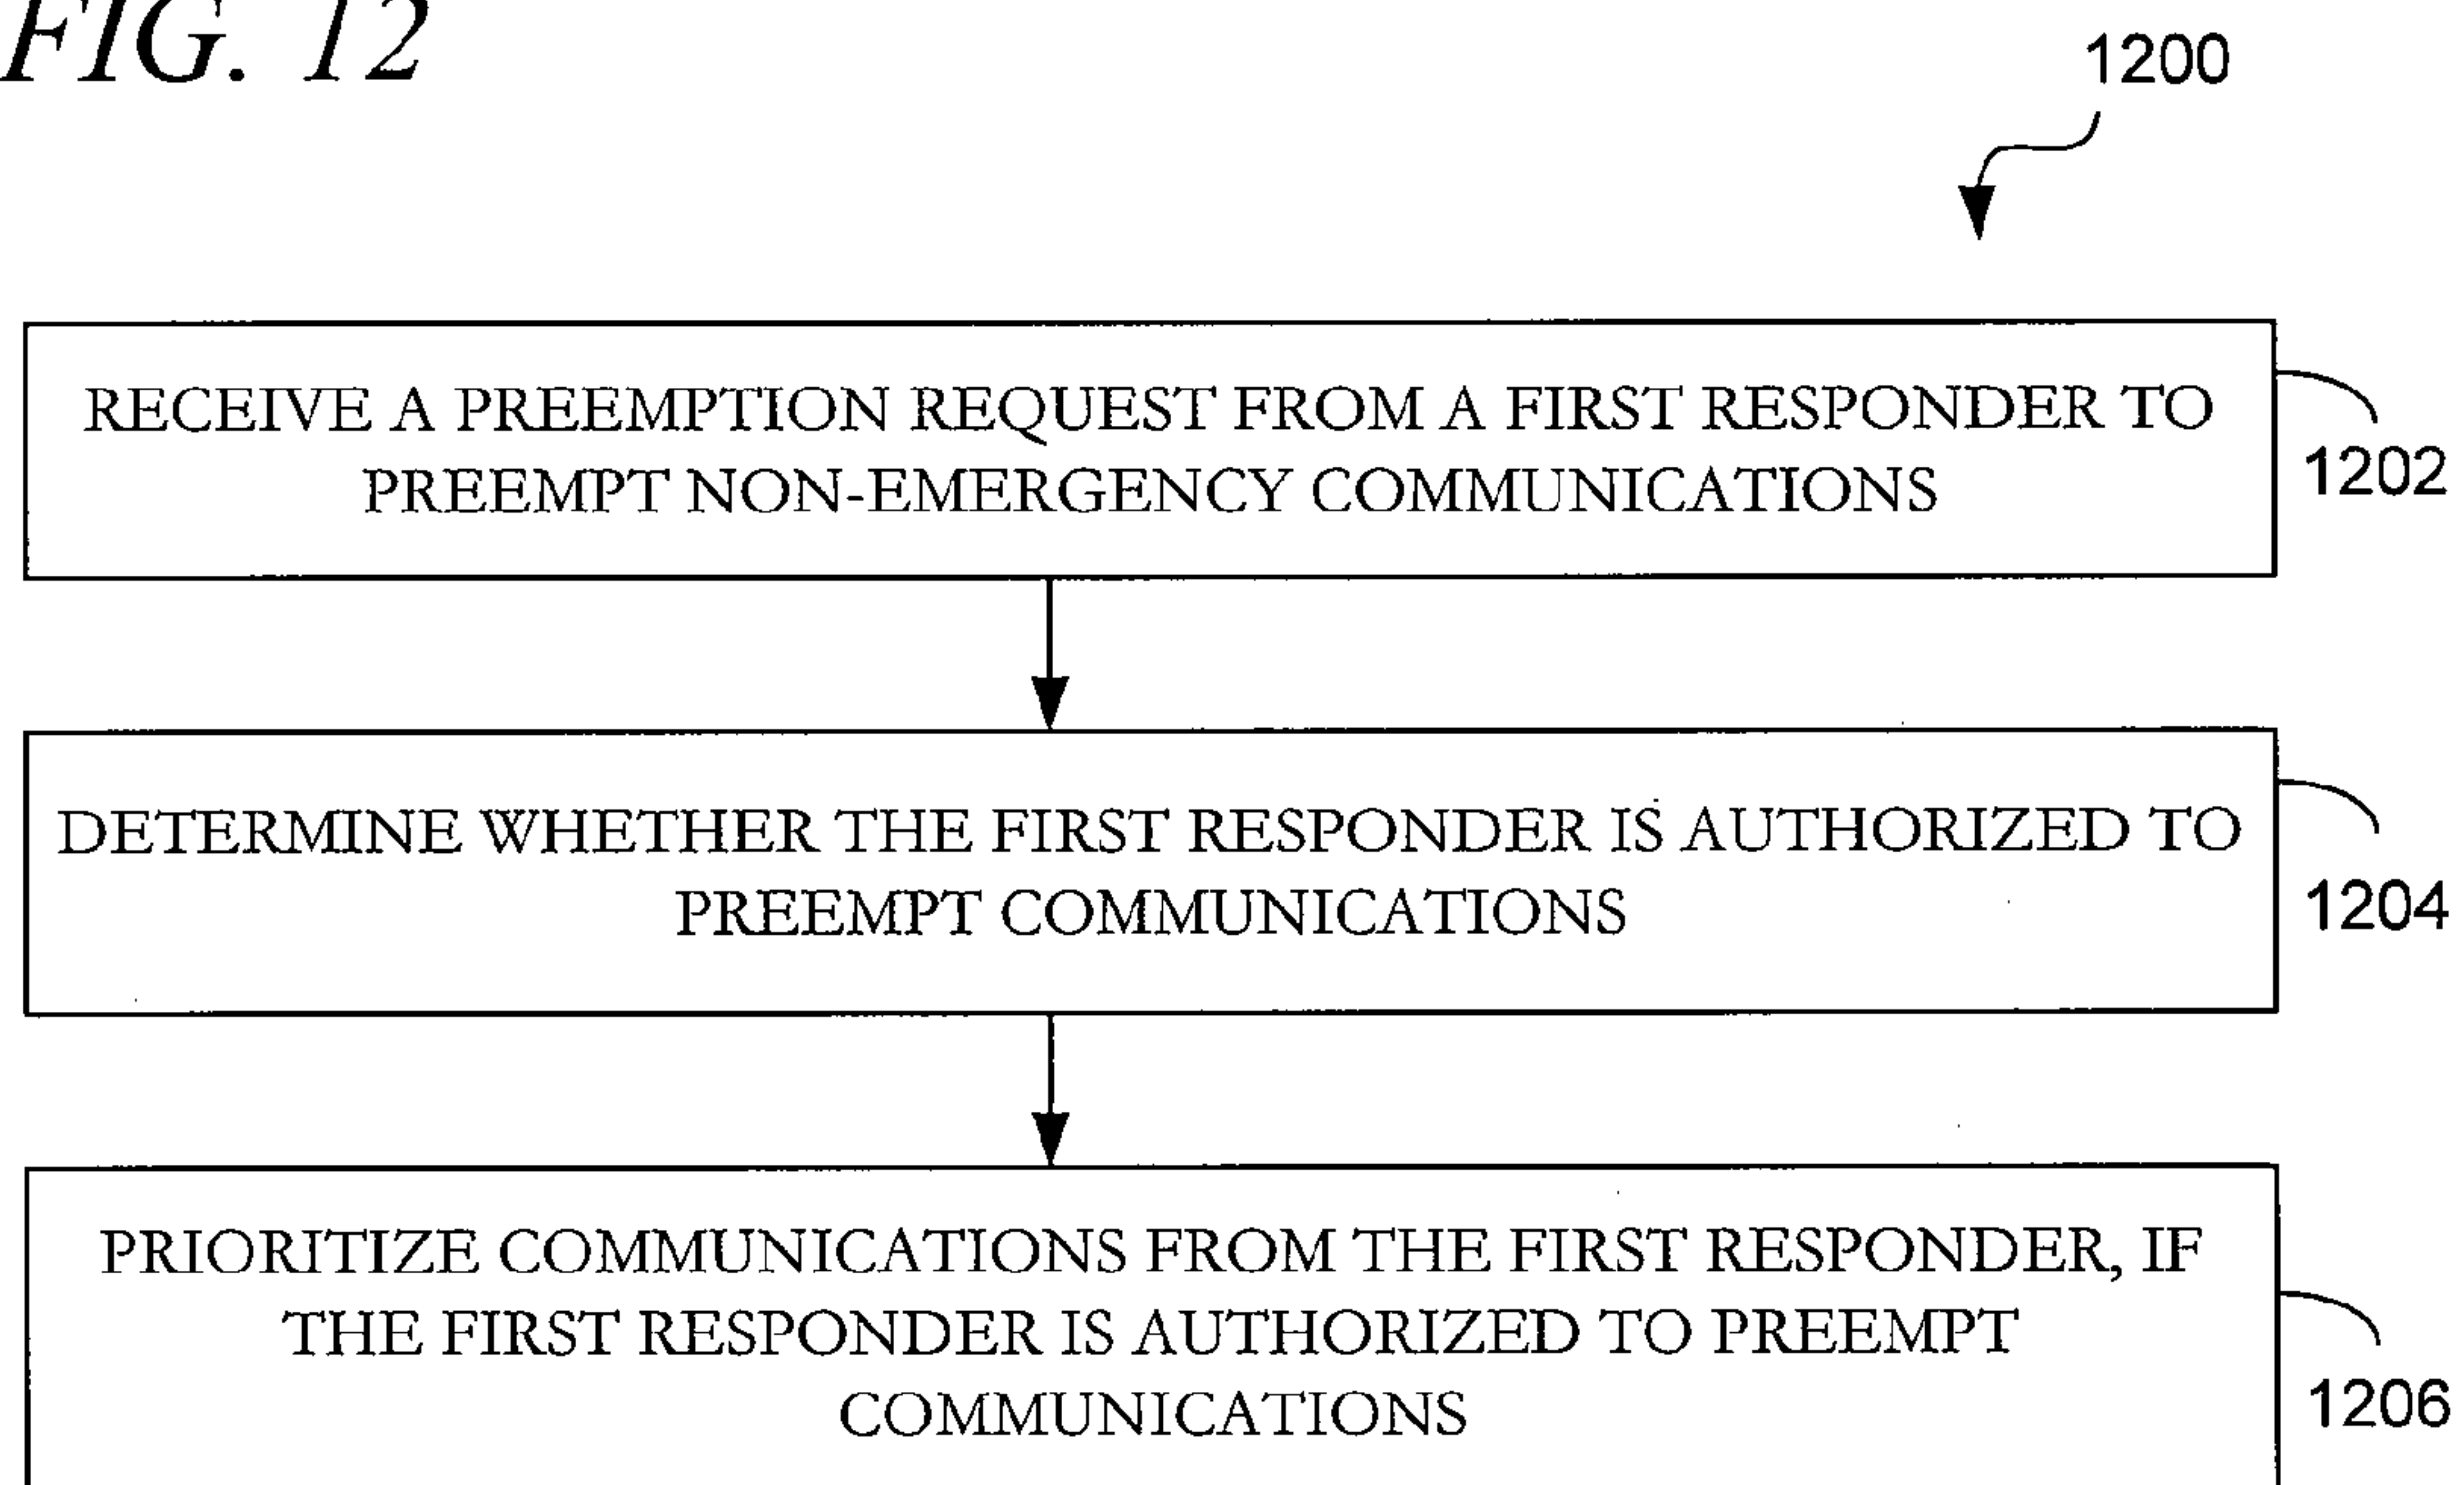 FIG. 12
1200
RECEIVE A PREEMPTION REQUEST FROM A FIRST RESPONDER TO
PREEMPT NON-EMERGENCY COMMUNICATIONS
1202
DETERMINE WHETHER THE FIRST RESPONDER IS AUTHORIZED TO
PREEMPT COMMUNICATIONS
1204
PRIORITIZE COMMUNICATIONS FROM THE FIRST RESPONDER, IF
THE FIRST RESPONDER IS AUTHORIZED TO PREEMPT
COMMUNICATIONS
1206